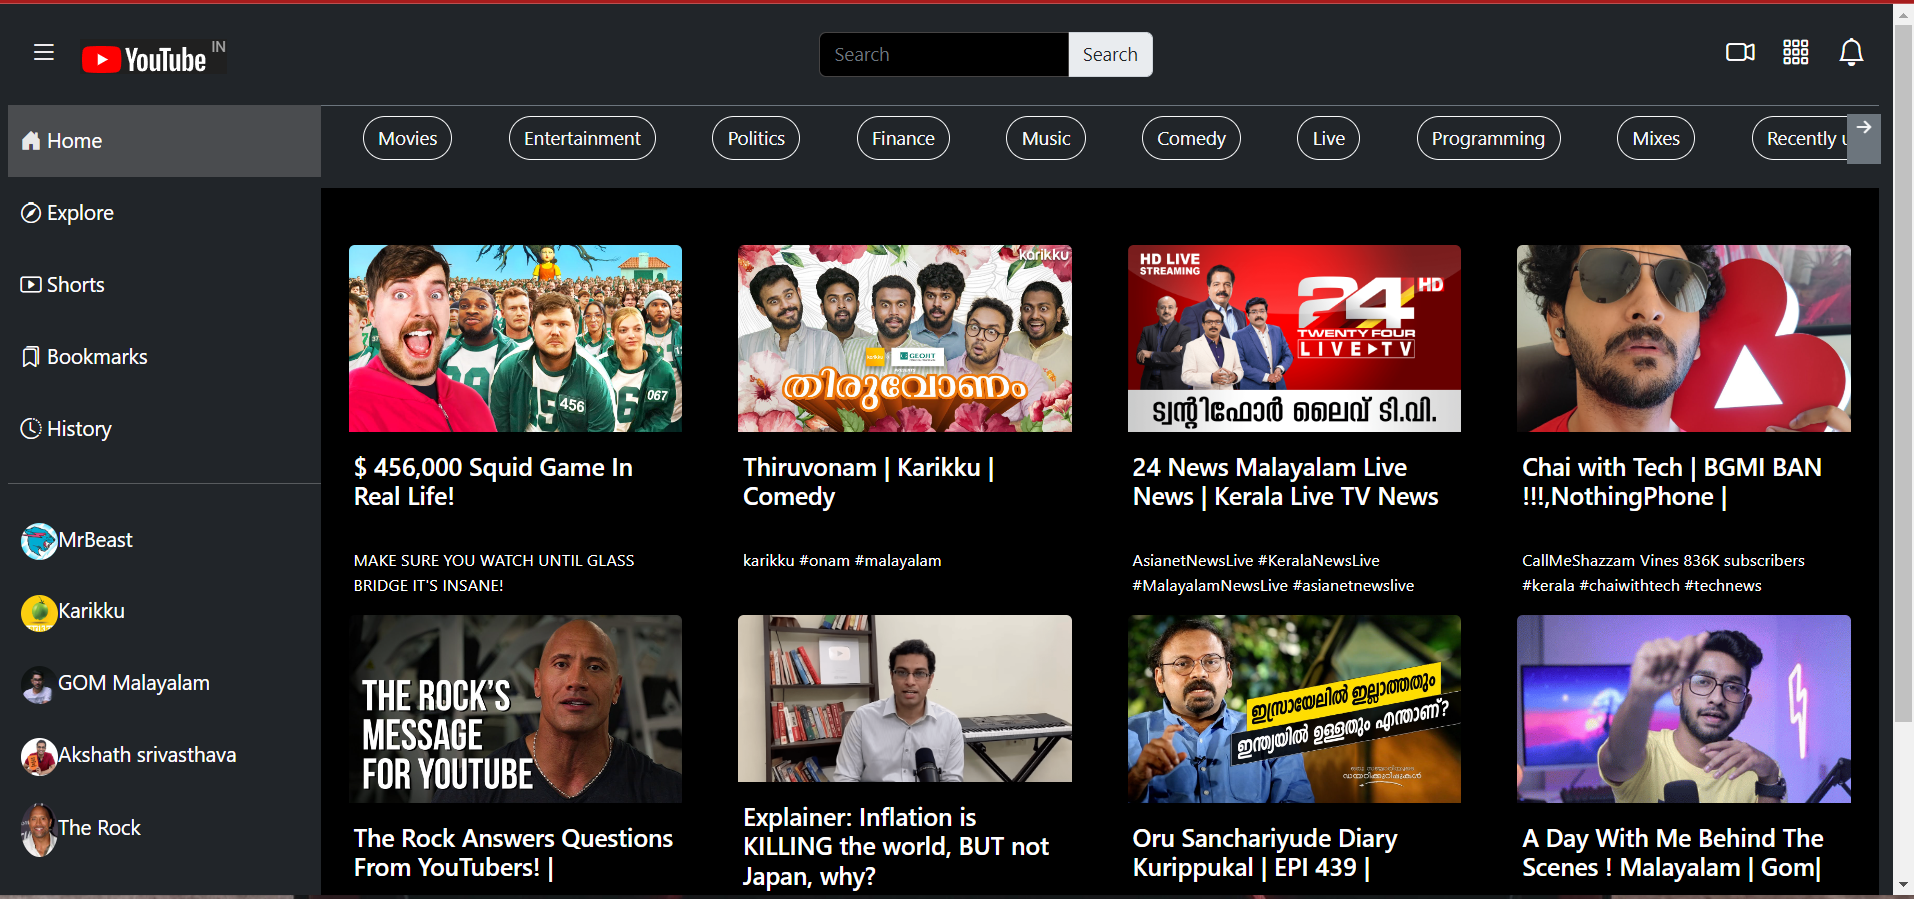 YouTube IN
Search
Search
Home
Explore
Shorts
Bookmarks
History
MrBeast
Karikku
GOM Malayalam
Akshath srivasthava
The Rock
Movies
Entertainment
Politics
Finance
Music
Comedy
Live
Programming
Mixes
Recently u
456
067
$ 456,000 Squid Game In
Real Life!
MAKE SURE YOU WATCH UNTIL GLASS
BRIDGE IT'S INSANE!
karikku
karikku
GEOJIT
തിരുവോണം
Thiruvonam | Karikku |
Comedy
karikku #onam #malayalam
HD LIVE
STREAMING
24 HD
TWENTY FOUR
LIVE TV
ട്വന്റിഫോർ ലൈവ് ടി.വി.
24 News Malayalam Live
News | Kerala Live TV News
AsianetNewsLive #KeralaNewsLive
#MalayalamNewsLive #asianetnewslive
Chai with Tech | BGMI BAN
!!!,NothingPhone |
CallMeShazzam Vines 836K subscribers
#kerala #chaiwithtech #technews
THE ROCK'S
MESSAGE
FOR YOUTUBE
The Rock Answers Questions
From YouTubers! |
Explainer: Inflation is
KILLING the world, BUT not
Japan, why?
ഇസ്രായേലിൽ ഇല്ലാത്തതും
ഇന്ത്യയിൽ ഉള്ളതും എന്താണ്?
ഒരു സഞ്ചാരിയുടെ
ഡയറിക്കുറിപ്പുകൾ
Oru Sanchariyude Diary
Kurippukal | EPI 439 |
A Day With Me Behind The
Scenes ! Malayalam | Gom|